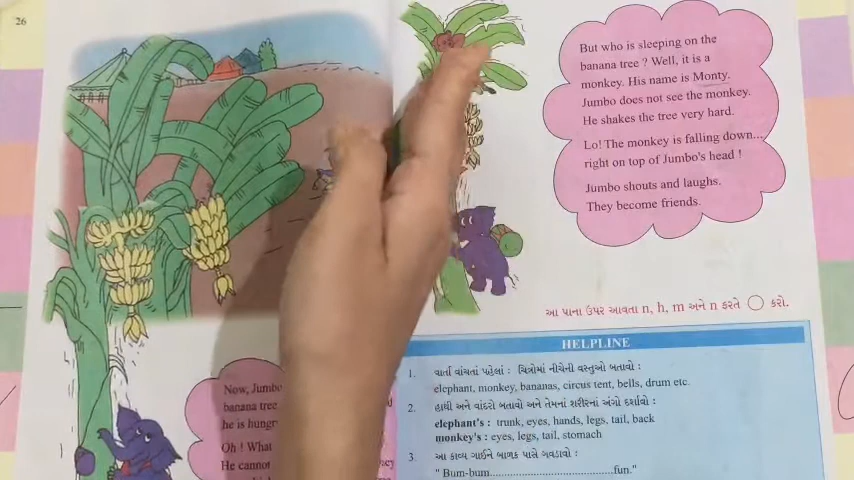 26
Now, Jumbo
banana tree
he is hungr
Oh ! What
He cannot
But who is sleeping on the
banana tree ? Well, it is a
monkey. His name is Monty.
Jumbo does not see the monkey.
He shakes the tree very hard.
Lo! The monkey is falling down...
right on top of Jumbo's head !
Jumbo shouts and laughs.
They become friends.
આ પાના ઉપર આવતા n, h, m અને n ફરતે ◯ કરો.
HELPLINE
1. વાર્તા વાંચતાં પહેલાં : ચિત્રોમાં નીચેની વસ્તુઓ બતાવો :
elephant, monkey, bananas, circus tent, bells, drum etc.
2. હાથી અને વાંદરો બતાવો અને તેમનાં શરીરનાં અંગો દર્શાવો :
elephant's : trunk, eyes, hands, legs, tail, back
monkey's : eyes, legs, tail, stomach
3. આ કાવ્ય ગાઈને બાળક પાસે ગવડાવો :
" Bum-bum..........................................fun."